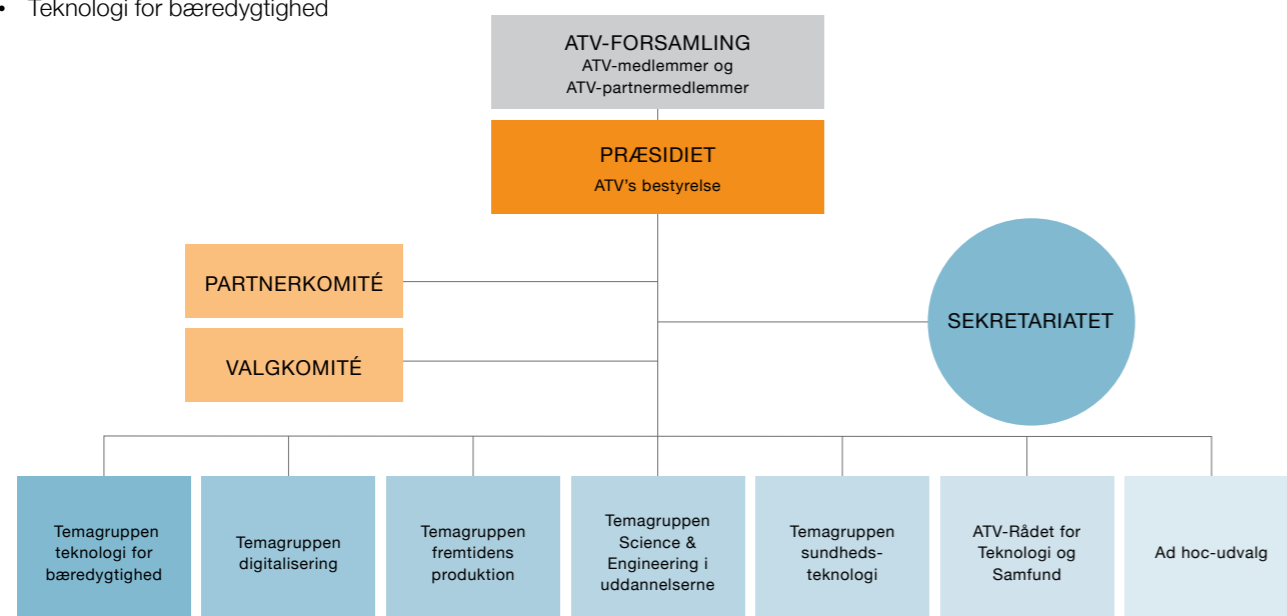 • Teknologi for bæredygtighed
ATV-FORSAMLING
ATV-medlemmer og
ATV-partnermedlemmer
PRÆSIDIET
ATV's bestyrelse
PARTNERKOMITÉ
VALGKOMITÉ
SEKRETARIATET
Temagruppen
teknologi for
bæredygtighed
Temagruppen
digitalisering
Temagruppen
fremtidens
produktion
Temagruppen
Science &
Engineering i
uddannelserne
Temagruppen
sundheds-
teknologi
ATV-Rådet for
Teknologi og
Samfund
Ad hoc-udvalg